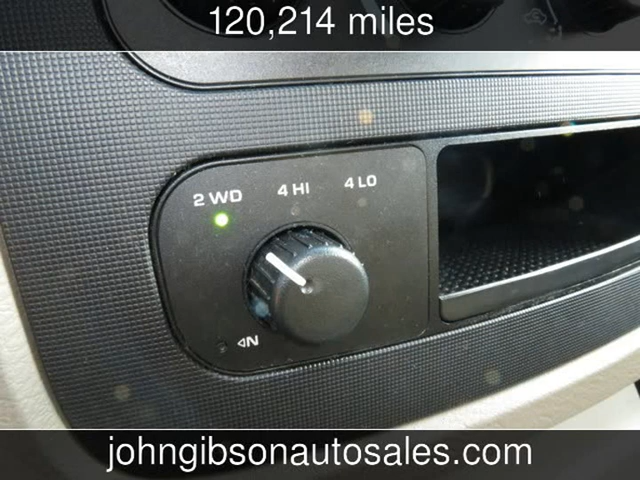 120,214 miles
2 WD
4 HI
4 LO
N
johngibsonautosales.com